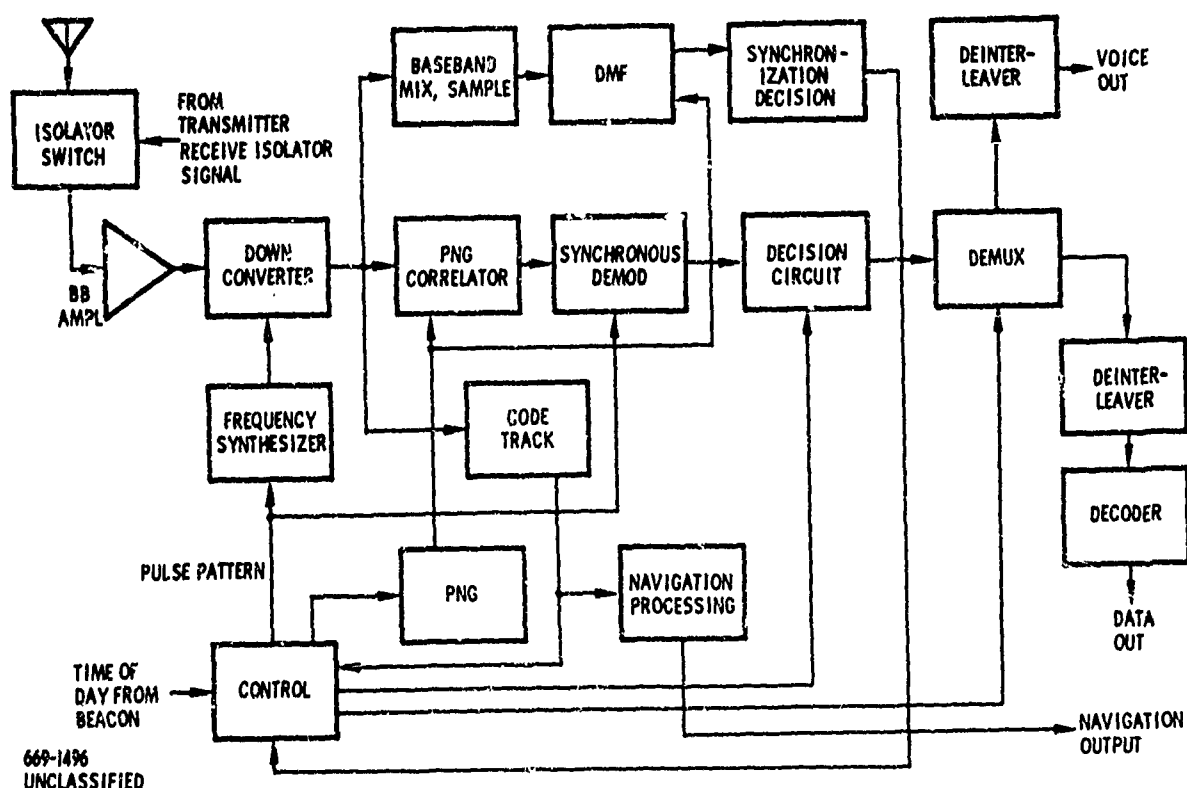 BASEBAND
MIX, SAMPLE
DMF
SYNCHRON-
IZATION
DECISION
DEINTER-
LEAVER
VOICE
OUT
ISOLATOR
SWITCH
FROM
TRANSMITTER
RECEIVE ISOLATOR
SIGNAL
BB
AMPL
DOWN
CONVERTER
PNG
CORRELATOR
SYNCHRONOUS
DEMOD
DECISION
CIRCUIT
DEMUX
FREQUENCY
SYNTHESIZER
CODE
TRACK
DEINTER-
LEAVER
DECODER
PULSE PATTERN
PNG
NAVIGATION
PROCESSING
DATA
OUT
TIME OF
DAY FROM
BEACON
CONTROL
NAVIGATION
OUTPUT
669-1496
UNCLASSIFIED